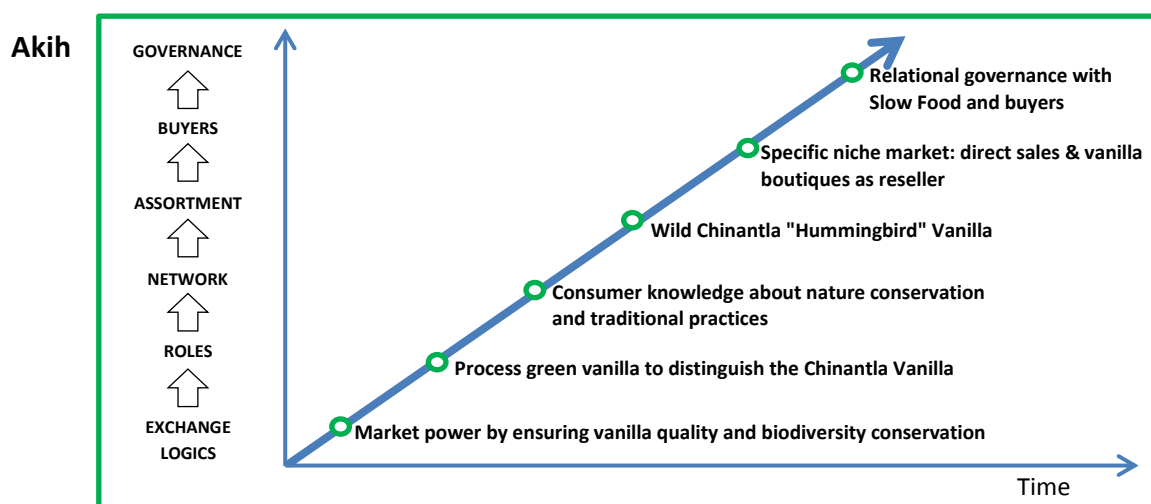 Akih
GOVERNANCE
BUYERS
ASSORTMENT
NETWORK
ROLES
EXCHANGE
LOGICS
Relational governance with
Slow Food and buyers
Specific niche market: direct sales & vanilla
boutiques as reseller
Wild Chinantla "Hummingbird" Vanilla
Consumer knowledge about nature conservation
and traditional practices
Process green vanilla to distinguish the Chinantla Vanilla
Market power by ensuring vanilla quality and biodiversity conservation
Time